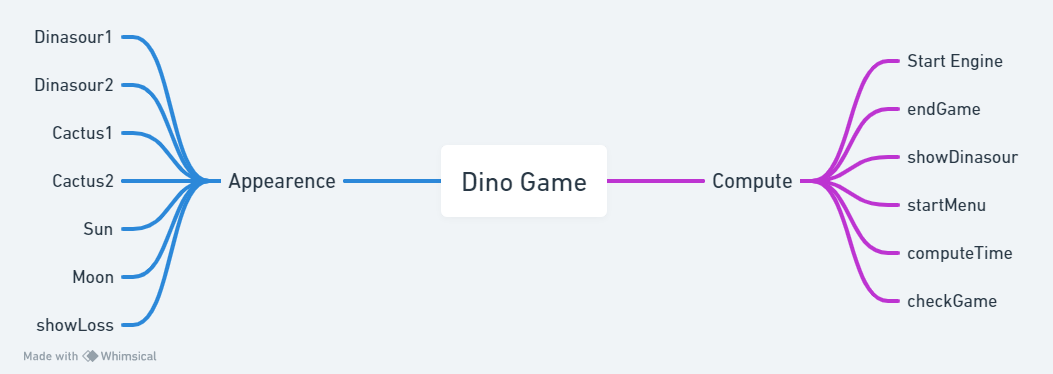 Dinasour1
Dinasour2
Cactus1
Cactus2
Sun
Moon
showLoss
Appearence
Dino Game
Compute
Start Engine
endGame
showDinasour
startMenu
computeTime
checkGame
Made with Whimsical